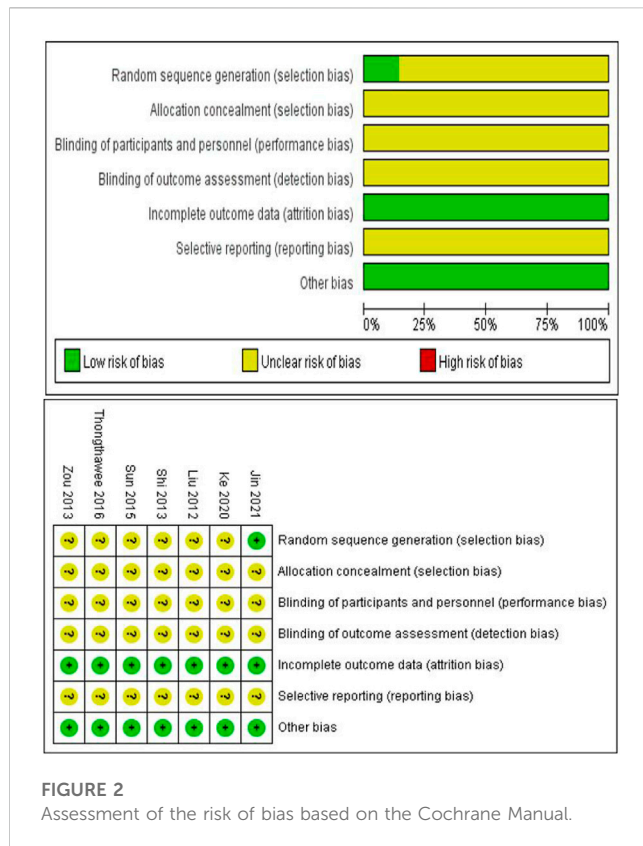 Random sequence generation (selection bias)
Allocation concealment (selection bias)
Blinding of participants and personnel (performance bias)
Blinding of outcome assessment (detection bias)
Incomplete outcome data (attrition bias)
Selective reporting (reporting bias)
Other bias
0% 25% 50% 75% 100%
Low risk of bias Unclear risk of bias High risk of bias
Zou 2013 Thongthawee 2016 Sun 2015 Shi 2013 Liu 2012 Ke 2020 Jin 2021
? ? ? ? ? ? + Random sequence generation (selection bias)
? ? ? ? ? ? ? Allocation concealment (selection bias)
? ? ? ? ? ? ? Blinding of participants and personnel (performance bias)
? ? ? ? ? ? ? Blinding of outcome assessment (detection bias)
+ + + + + + + Incomplete outcome data (attrition bias)
? ? ? ? ? ? ? Selective reporting (reporting bias)
+ + + + + + + Other bias
FIGURE 2
Assessment of the risk of bias based on the Cochrane Manual.